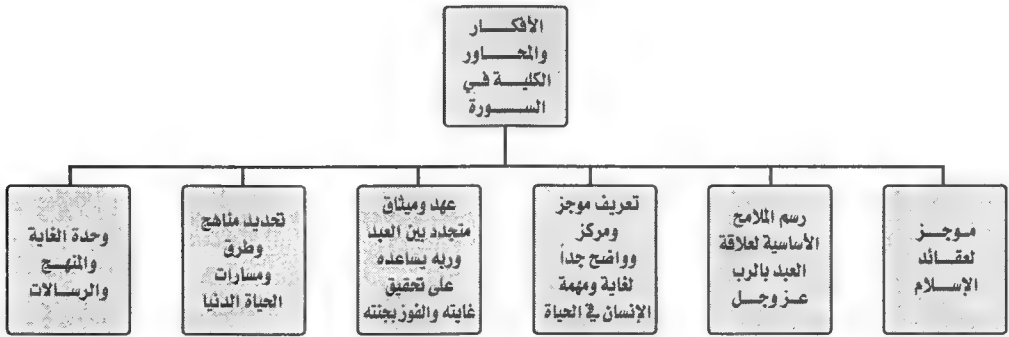 الأفكار
والمحاور
الكلية في
السورة
موجز
لعقائد
الإسلام
رسم الملامح
الأساسية لعلاقة
العبد بالرب
عز وجل
تعريف موجز
ومركز
وواضح جداً
لغاية ومهمة
الإنسان في الحياة
عهد وميثاق
متجدد بين العبد
وربه يساعده
على تحقيق
غايته والفوز بجنته
تحديد مناهج
وطرق
ومسارات
الحياة الدنيا
وحدة الغاية
والمنهج
والرسالات